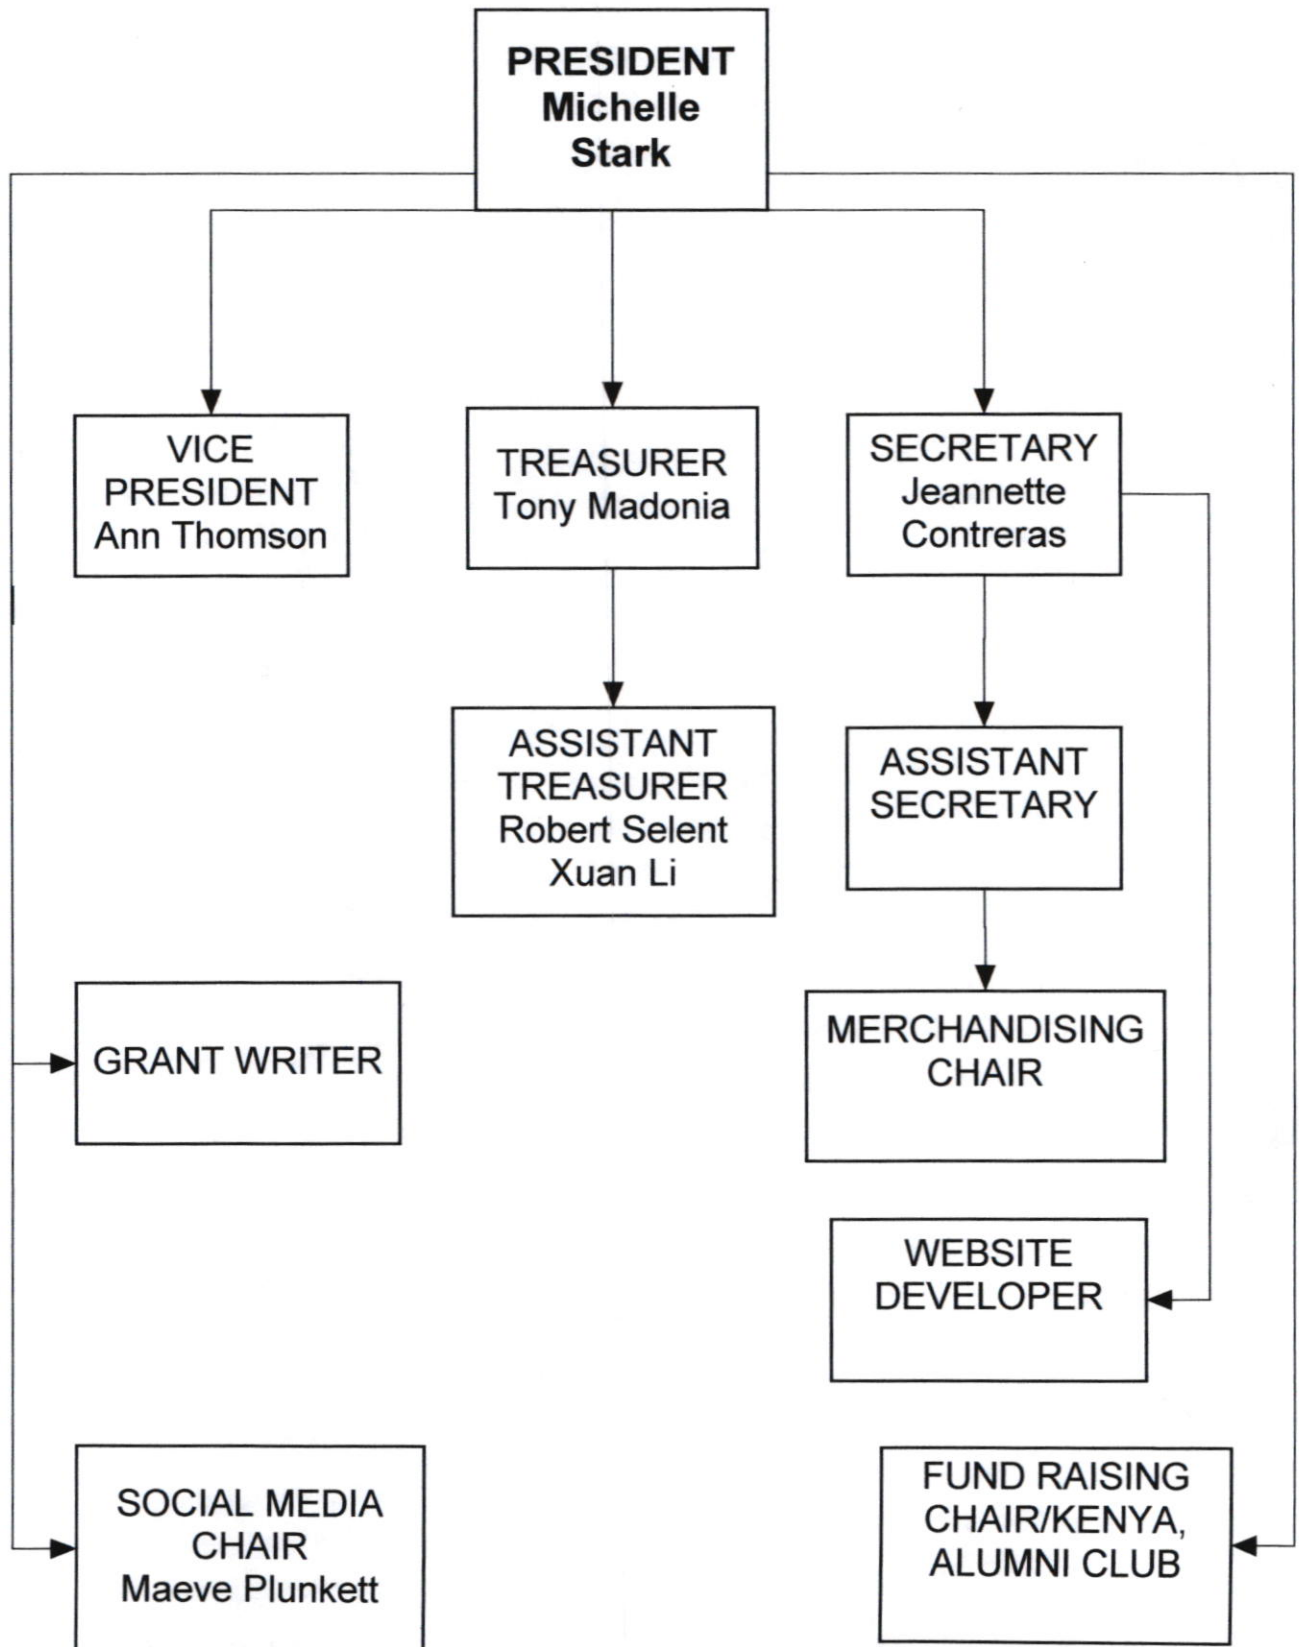 PRESIDENT
Michelle
Stark
VICE
PRESIDENT
Ann Thomson
TREASURER
Tony Madonia
SECRETARY
Jeannette
Contreras
ASSISTANT
TREASURER
Robert Selent
Xuan Li
ASSISTANT
SECRETARY
GRANT WRITER
MERCHANDISING
CHAIR
WEBSITE
DEVELOPER
SOCIAL MEDIA
CHAIR
Maeve Plunkett
FUND RAISING
CHAIR/KENYA,
ALUMNI CLUB